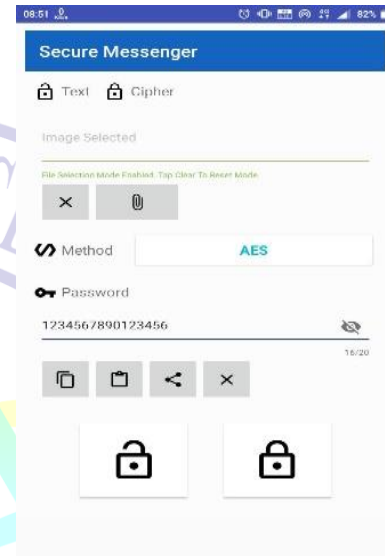 08:51
82%
Secure Messenger
Text Cipher
Image Selected
File Selection Mode Enabled. Tap Clear To Reset Mode.
Method AES
Password
1234567890123456
16/20